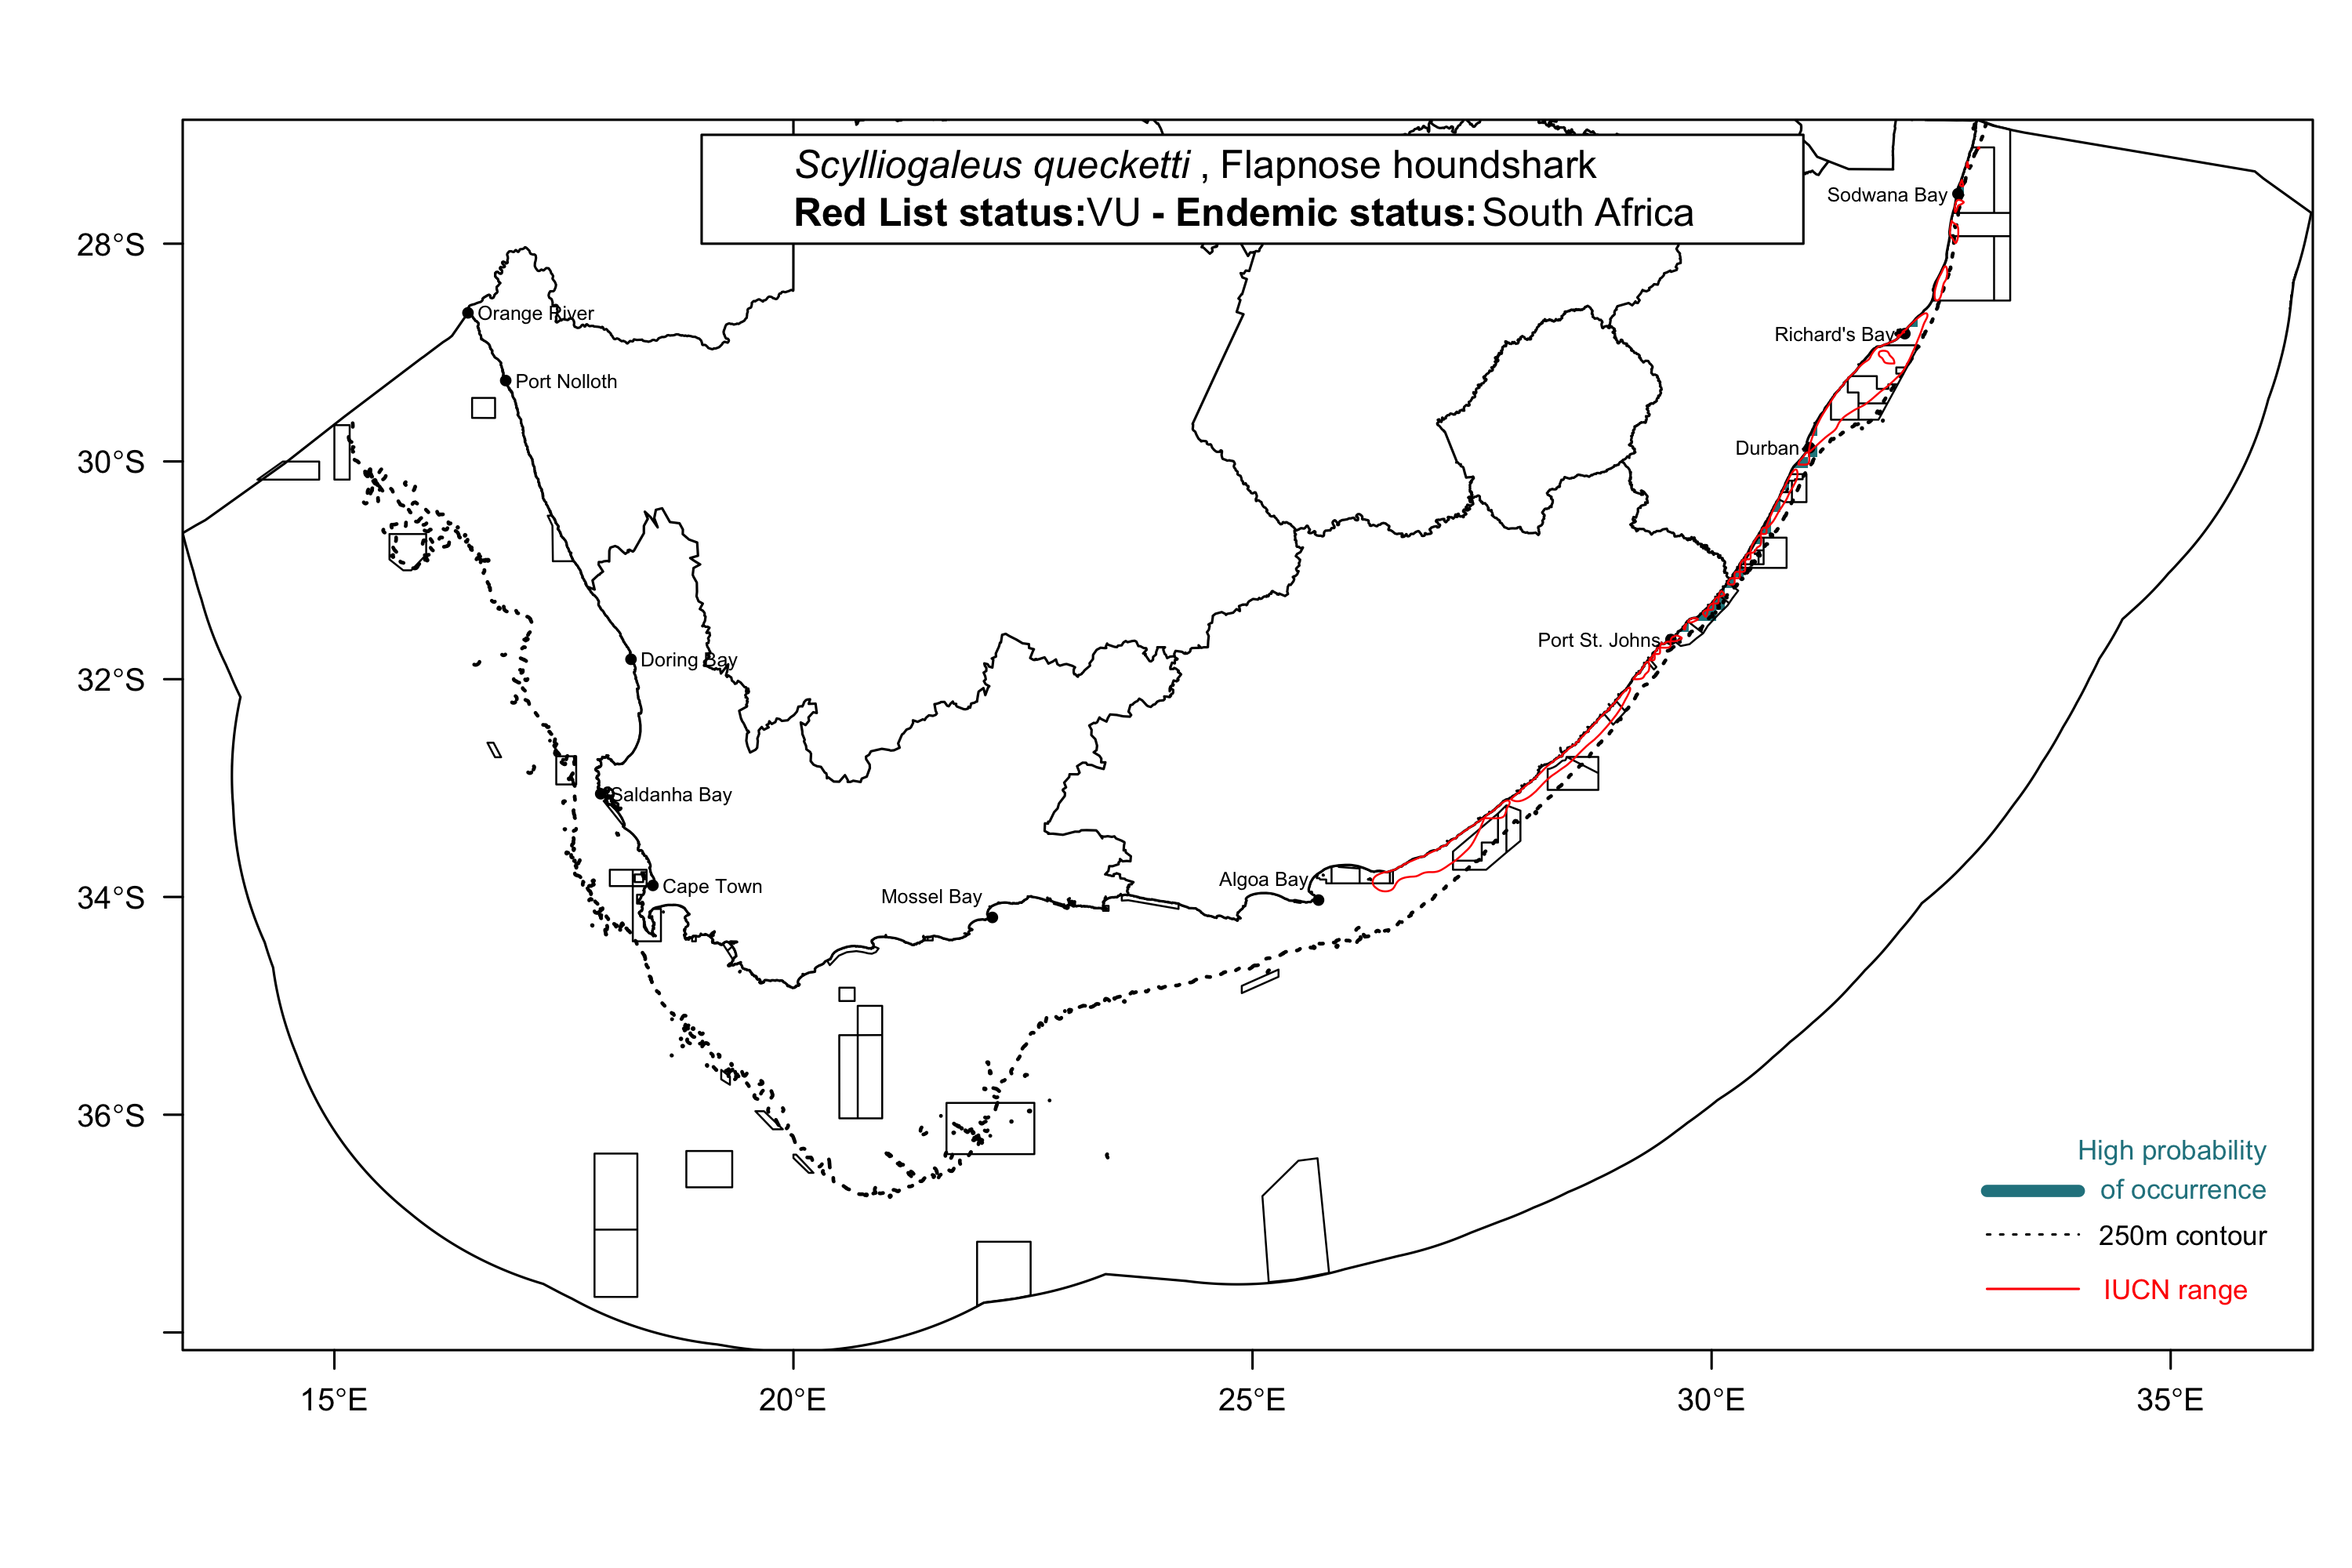 Scylliogaleus quecketti , Flapnose houndshark
Red List status:VU - Endemic status: South Africa
Sodwana Bay
28°S
Orange River
Richard's Bay
Port Nolloth
Durban
30°S
Port St. Johns
Doring Bay
32°S
Saldanha Bay
Algoa Bay
Cape Town
Mossel Bay
34°S
36°S
High probability
of occurrence
250m contour
IUCN range
15°E
20°E
25°E
30°E
35°E